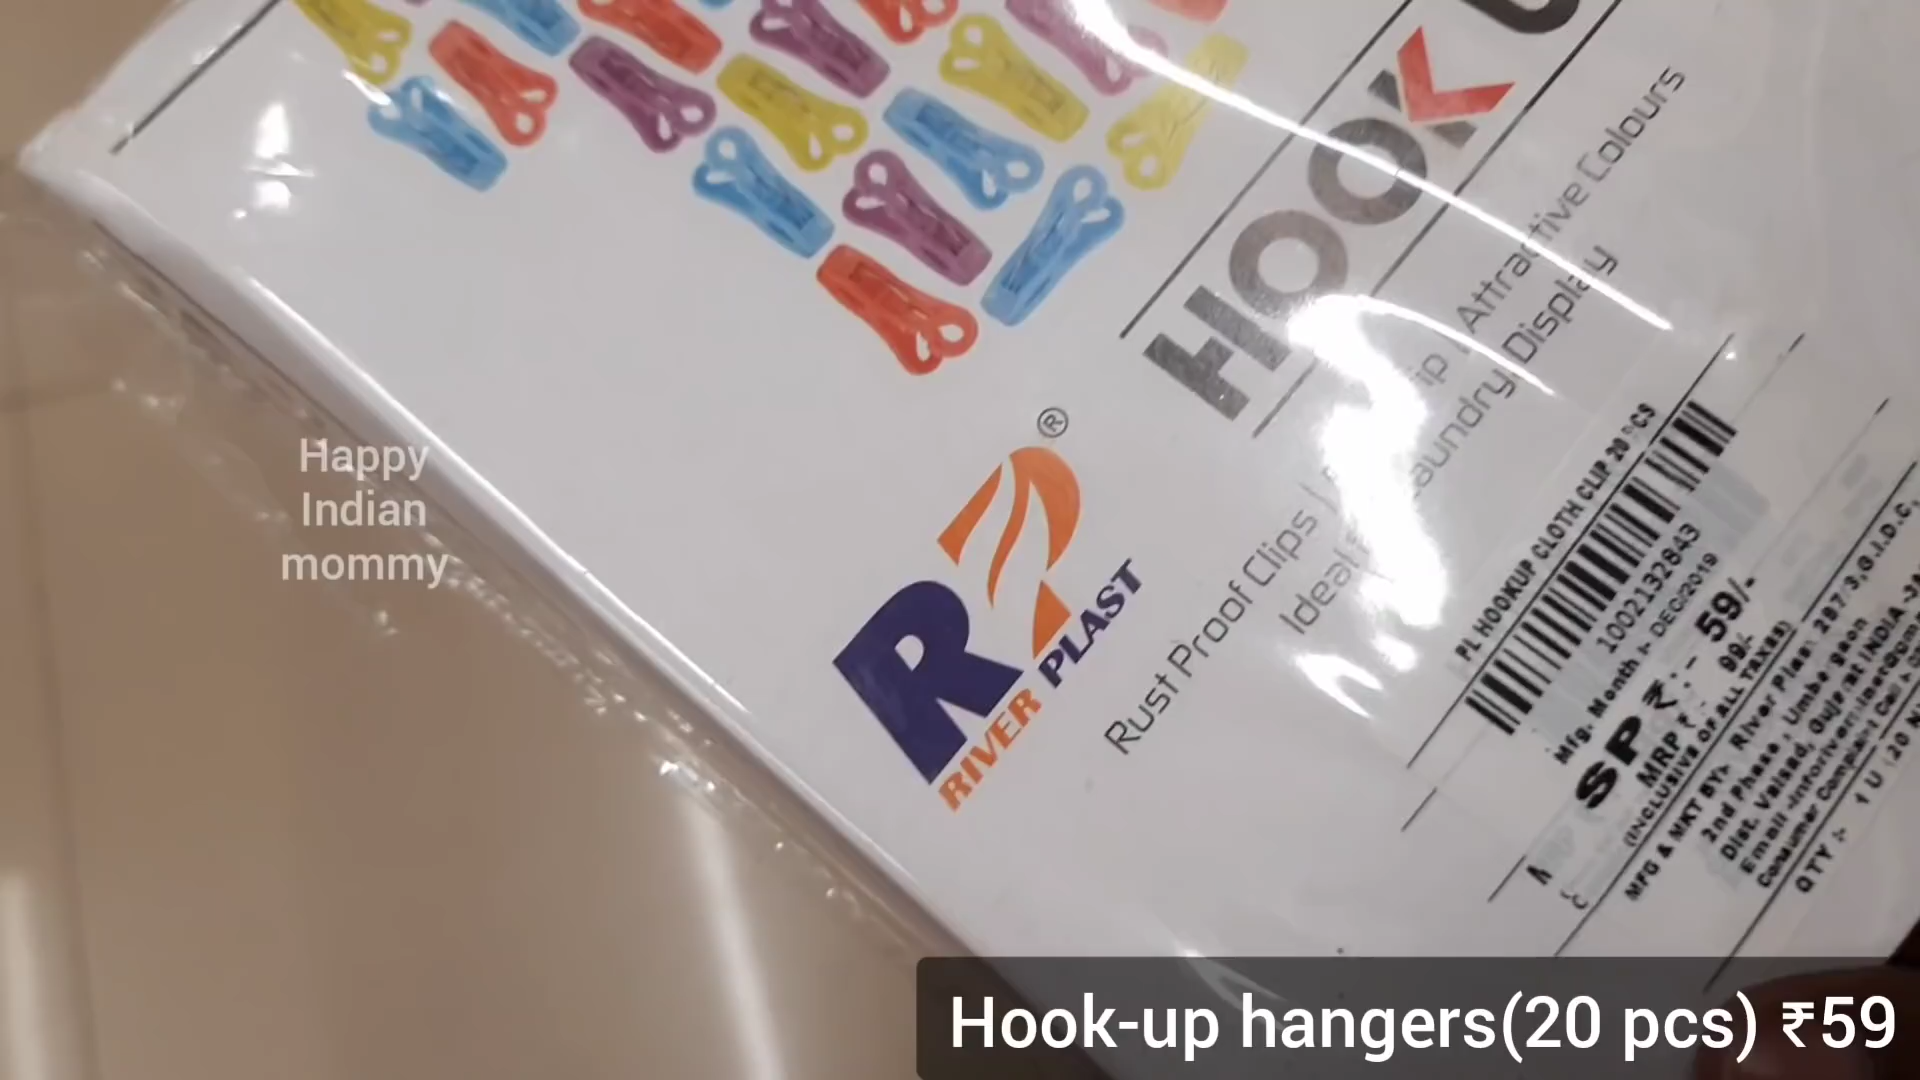 HOOK U
Rust Proof Clips | Attractive Colours
Ideal Laundry Display
R
®
RIVER PLAST
PL HOOKUP CLOTH CLIP 20 PCS
1002132843
Mfg. Month :- DEC/2019
SP ₹:- 59/-
MRP ₹:- 99/-
(INCLUSIVE OF ALL TAXES)
MFG & MKT BY:- River Plast 287/3, G.I.D.C,
2nd Phase, Umbergaon
Dist. Valsad, Gujarat INDIA
Consumer Complaint Cell
QTY :- 1 U (20 N
Happy
Indian
mommy
Hook-up hangers(20 pcs) ₹59